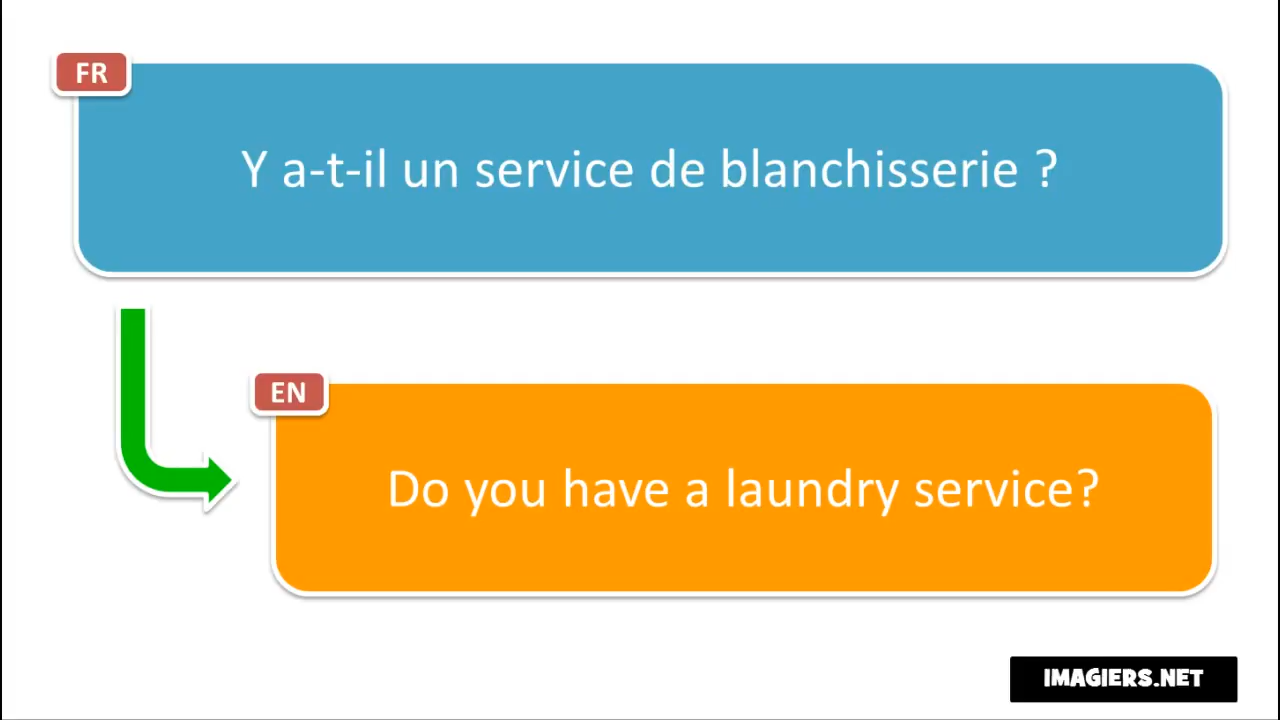 FR
Y a-t-il un service de blanchisserie ?
EN
Do you have a laundry service?
IMAGIERS.NET